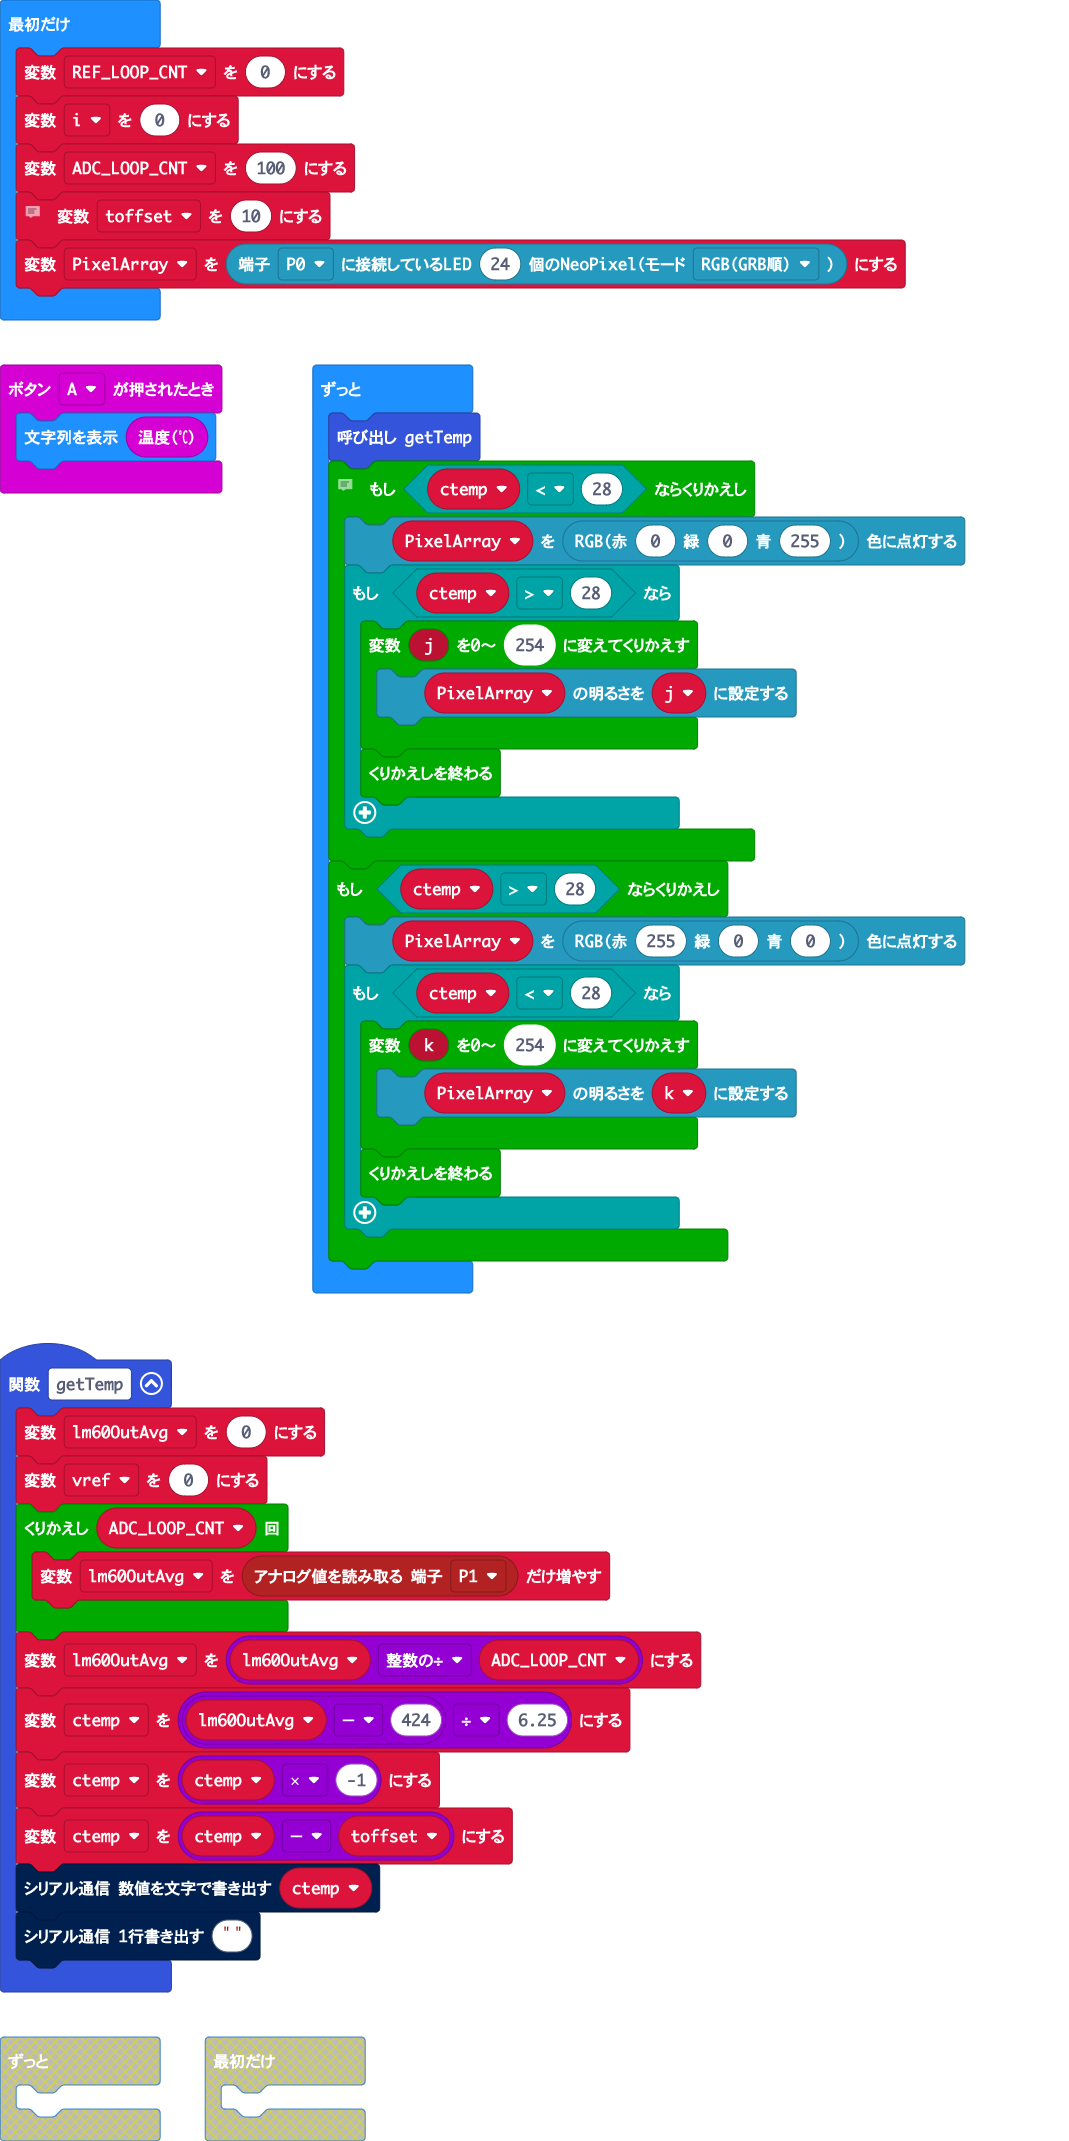 最初だけ
変数 REF_LOOP_CNT を 0 にする
変数 i を 0 にする
変数 ADC_LOOP_CNT を 100 にする
変数 toffset を 10 にする
変数 PixelArray を 端子 P0 に接続しているLED 24 個のNeoPixel(モード RGB(GRB順) ) にする
ボタン A が押されたとき
文字列を表示 温度(℃)
ずっと
呼び出し getTemp
もし ctemp < 28 ならくりかえし
PixelArray を RGB(赤 0 緑 0 青 255 ) 色に点灯する
もし ctemp > 28 なら
変数 j を0～ 254 に変えてくりかえす
PixelArray の明るさを j に設定する
くりかえしを終わる
もし ctemp > 28 ならくりかえし
PixelArray を RGB(赤 255 緑 0 青 0 ) 色に点灯する
もし ctemp < 28 なら
変数 k を0～ 254 に変えてくりかえす
PixelArray の明るさを k に設定する
くりかえしを終わる
関数 getTemp
変数 lm60OutAvg を 0 にする
変数 vref を 0 にする
くりかえし ADC_LOOP_CNT 回
変数 lm60OutAvg を アナログ値を読み取る 端子 P1 だけ増やす
変数 lm60OutAvg を lm60OutAvg 整数の÷ ADC_LOOP_CNT にする
変数 ctemp を lm60OutAvg － 424 ÷ 6.25 にする
変数 ctemp を ctemp × -1 にする
変数 ctemp を ctemp － toffset にする
シリアル通信 数値を文字で書き出す ctemp
シリアル通信 1行書き出す " "
ずっと
最初だけ